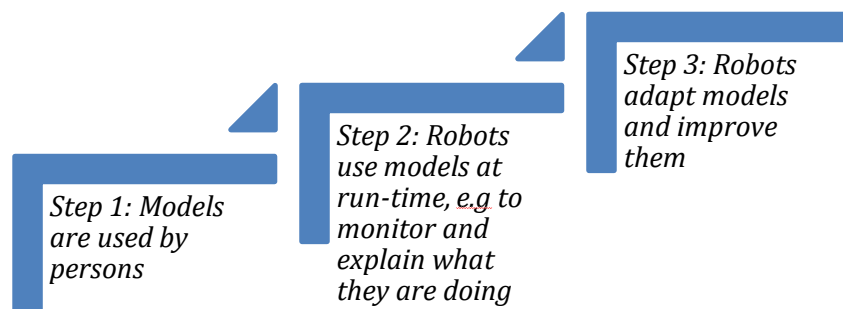 Step 1: Models
are used by
persons
Step 2: Robots
use models at
run-time, e.g to
monitor and
explain what
they are doing
Step 3: Robots
adapt models
and improve
them